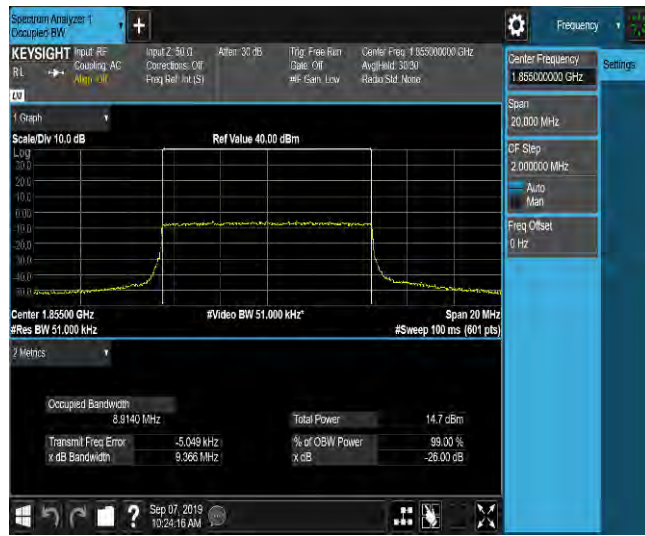 Spectrum Analyzer 1
Occupied BW
Frequency
KEYSIGHT Input: RF Input Z: 50 Ω Atten: 30 dB Trig: Free Run Center Freq: 1.855000000 GHz
RL Coupling: AC Corrections: Off Gate: Off Avg|Hold: 30/30
Align: Off Freq Ref: Int (S) #IF Gain: Low Radio Std: None
Center Frequency
1.855000000 GHz
Settings
Span
20.000 MHz
CF Step
2.000000 MHz
Auto
Man
Freq Offset
0 Hz
1 Graph
Scale/Div 10.0 dB Ref Value 40.00 dBm
Log
30.0
20.0
10.0
0.00
-10.0
-20.0
-30.0
-40.0
-50.0
Center 1.85500 GHz #Video BW 51.000 kHz* Span 20 MHz
#Res BW 51.000 kHz #Sweep 100 ms (601 pts)
2 Metrics
Occupied Bandwidth
8.9140 MHz Total Power 14.7 dBm
Transmit Freq Error -5.049 kHz % of OBW Power 99.00 %
x dB Bandwidth 9.366 MHz x dB -26.00 dB
? Sep 07, 2019
10:24:16 AM